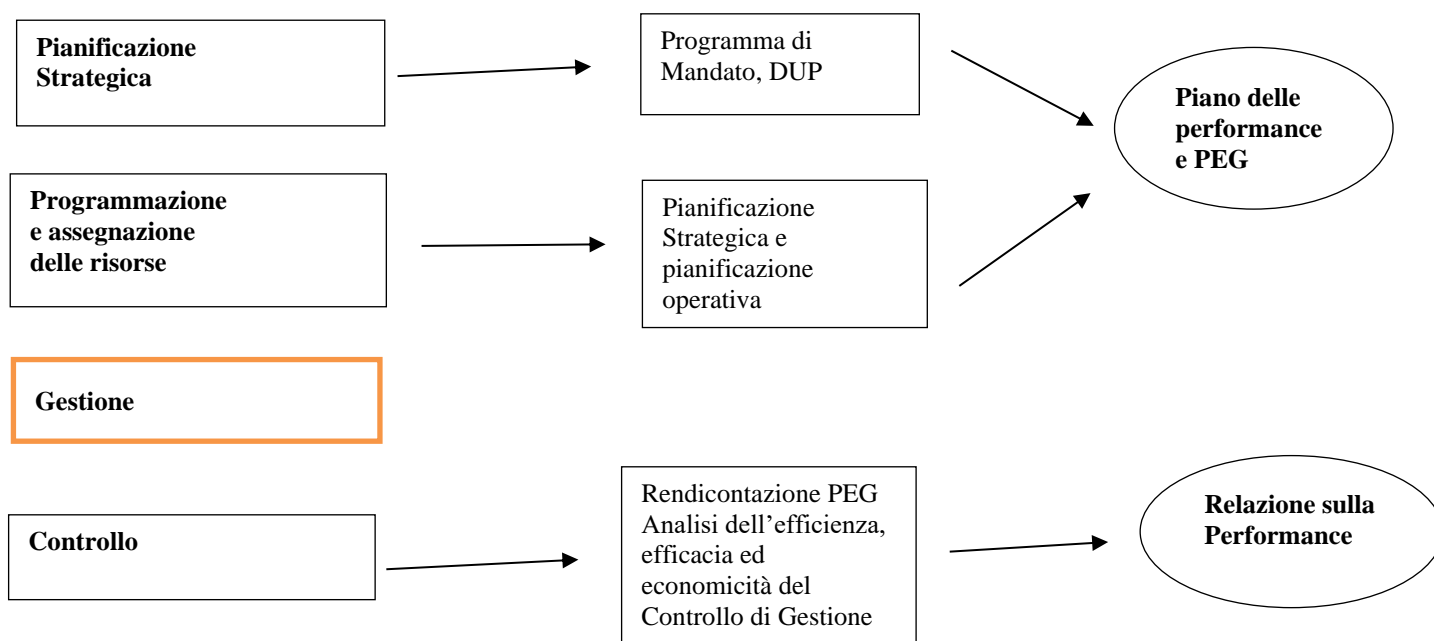 Pianificazione
Strategica
Programma di
Mandato, DUP
Piano delle
performance
e PEG
Programmazione
e assegnazione
delle risorse
Pianificazione
Strategica e
pianificazione
operativa
Gestione
Controllo
Rendicontazione PEG
Analisi dell’efficienza,
efficacia ed
economicità del
Controllo di Gestione
Relazione sulla
Performance